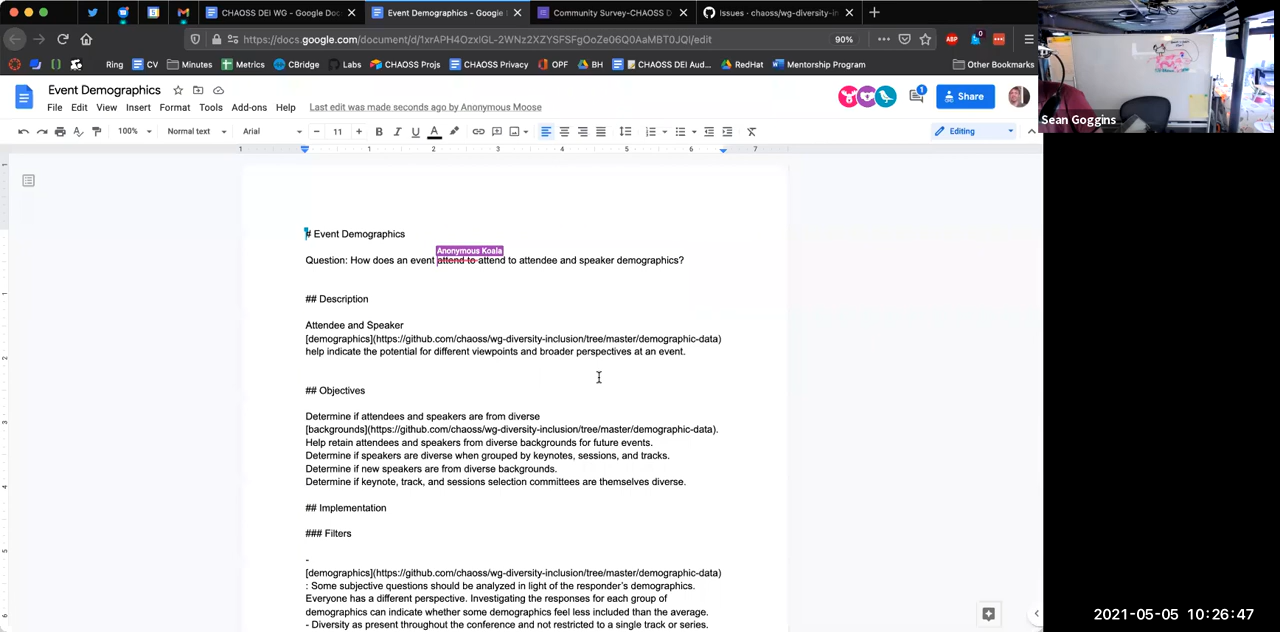 CHAOSS DEI WG - Google Doc
Event Demographics - Google
Community Survey-CHAOSS D
Issues · chaoss/wg-diversity-in
https://docs.google.com/document/d/1xrAPH4OzxIGL-2WNz2XZYSFSFgOoZe06Q0AaMBT0JQI/edit
90%
ABP
0
Ring
CV
Minutes
Metrics
CBridge
Labs
CHAOSS Projs
CHAOSS Privacy
OPF
BH
CHAOSS DEI Aud...
RedHat
Mentorship Program
Other Bookmarks
Event Demographics
File Edit View Insert Format Tools Add-ons Help
Last edit was made seconds ago by Anonymous Moose
1
Share
100%
Normal text
Arial
11
Editing
1 1 2 3 4 5 6 7
# Event Demographics
Anonymous Koala
Question: How does an event attend to attend to attendee and speaker demographics?
## Description
Attendee and Speaker
[demographics](https://github.com/chaoss/wg-diversity-inclusion/tree/master/demographic-data)
help indicate the potential for different viewpoints and broader perspectives at an event.
## Objectives
Determine if attendees and speakers are from diverse
[backgrounds](https://github.com/chaoss/wg-diversity-inclusion/tree/master/demographic-data).
Help retain attendees and speakers from diverse backgrounds for future events.
Determine if speakers are diverse when grouped by keynotes, sessions, and tracks.
Determine if new speakers are from diverse backgrounds.
Determine if keynote, track, and sessions selection committees are themselves diverse.
## Implementation
### Filters
-
[demographics](https://github.com/chaoss/wg-diversity-inclusion/tree/master/demographic-data)
: Some subjective questions should be analyzed in light of the responder's demographics.
Everyone has a different perspective. Investigating the responses for each group of
demographics can indicate whether some demographics feel less included than the average.
- Diversity as present throughout the conference and not restricted to a single track or series.
Sean Goggins
2021-05-05 10:26:47